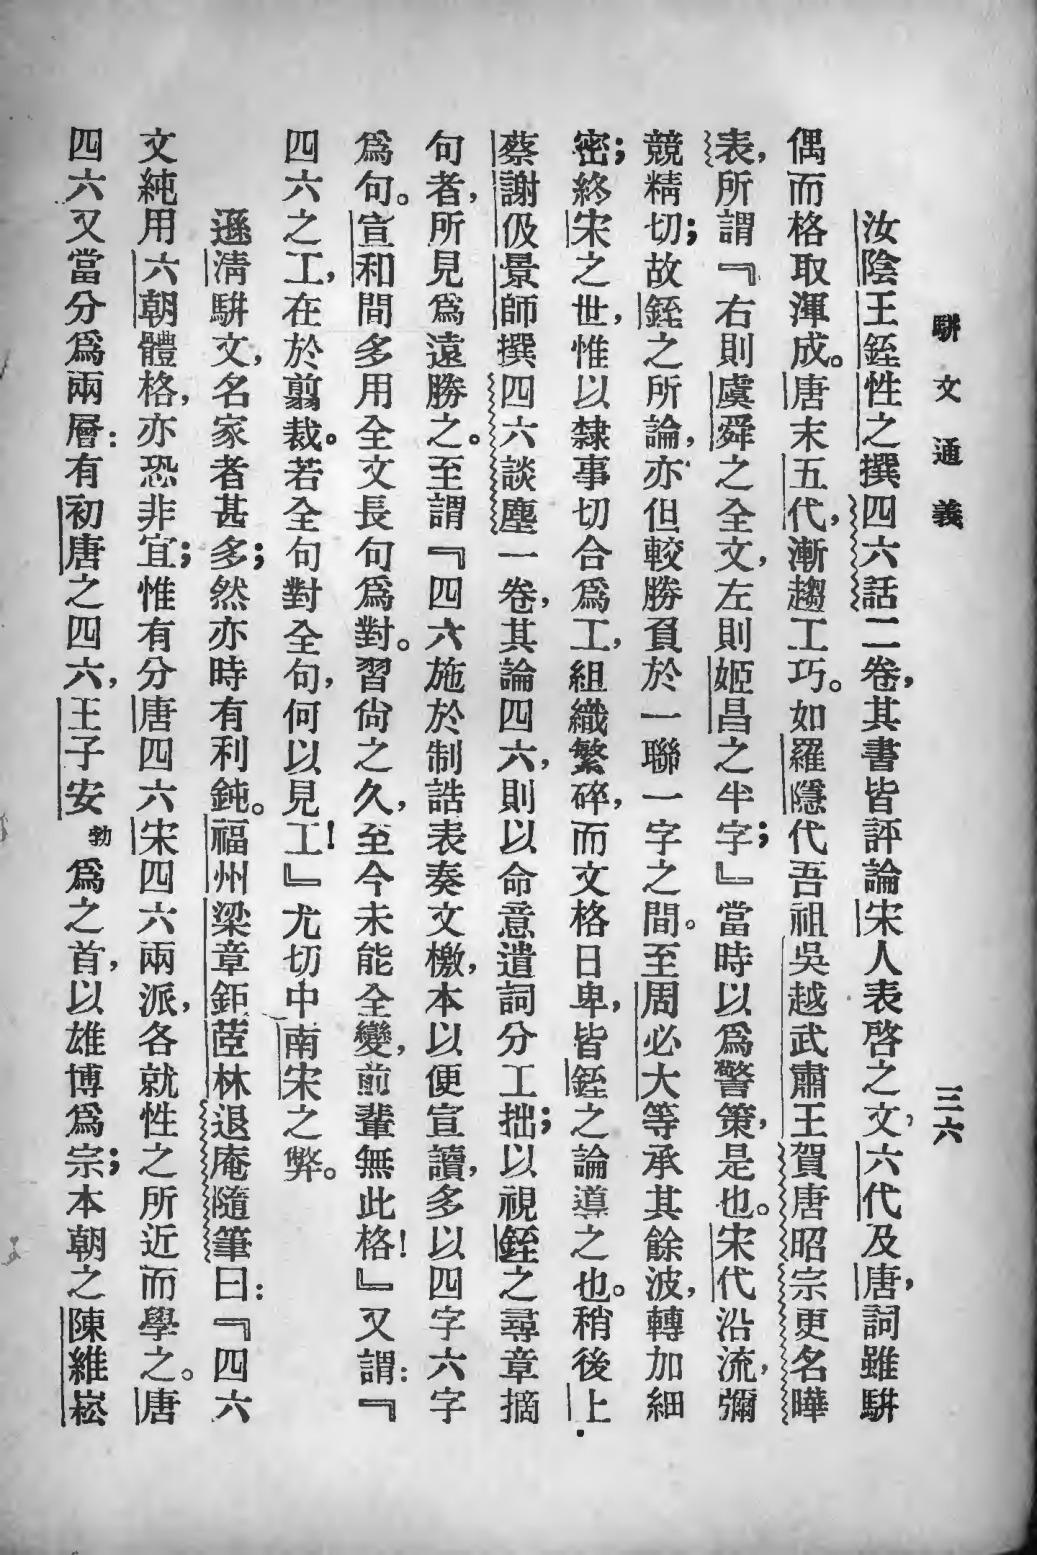 駢文通義
三六
汝陰王銍性之撰四六話二卷,其書皆評論宋人表啓之文,六代及唐,詞雖駢
偶而格取渾成。唐末五代,漸趨工巧。如羅隱代吾祖吳越武肅王賀唐昭宗更名曄
表,所謂『右則虞舜之全文,左則姬昌之半字;』當時以爲警策,是也。宋代沿流,彌
競精切;故銍之所論,亦但較勝負於一聯一字之間。至周必大等承其餘波,轉加細
密;終宋之世,惟以隸事切合爲工,組織繁碎,而文格日卑,皆銍之論導之也。稍後上
蔡謝伋景師撰四六談麈一卷,其論四六,則以命意遣詞分工拙;以視銍之尋章摘
句者,所見爲遠勝之。至謂『四六施於制誥表奏文檄,本以便宣讀,多以四字六字
爲句。宣和間多用全文長句爲對。習尙之久,至今未能全變,前輩無此格!』又謂:『
四六之工,在於翦裁。若全句對全句,何以見工!』尤切中南宋之弊。
遜清駢文,名家者甚多;然亦時有利鈍。福州梁章鉅茝林退庵隨筆曰:『四六
文純用六朝體格,亦恐非宜;惟有分唐四六宋四六兩派,各就性之所近而學之。唐
四六又當分爲兩層:有初唐之四六,王子安勃爲之首,以雄博爲宗;本朝之陳維崧